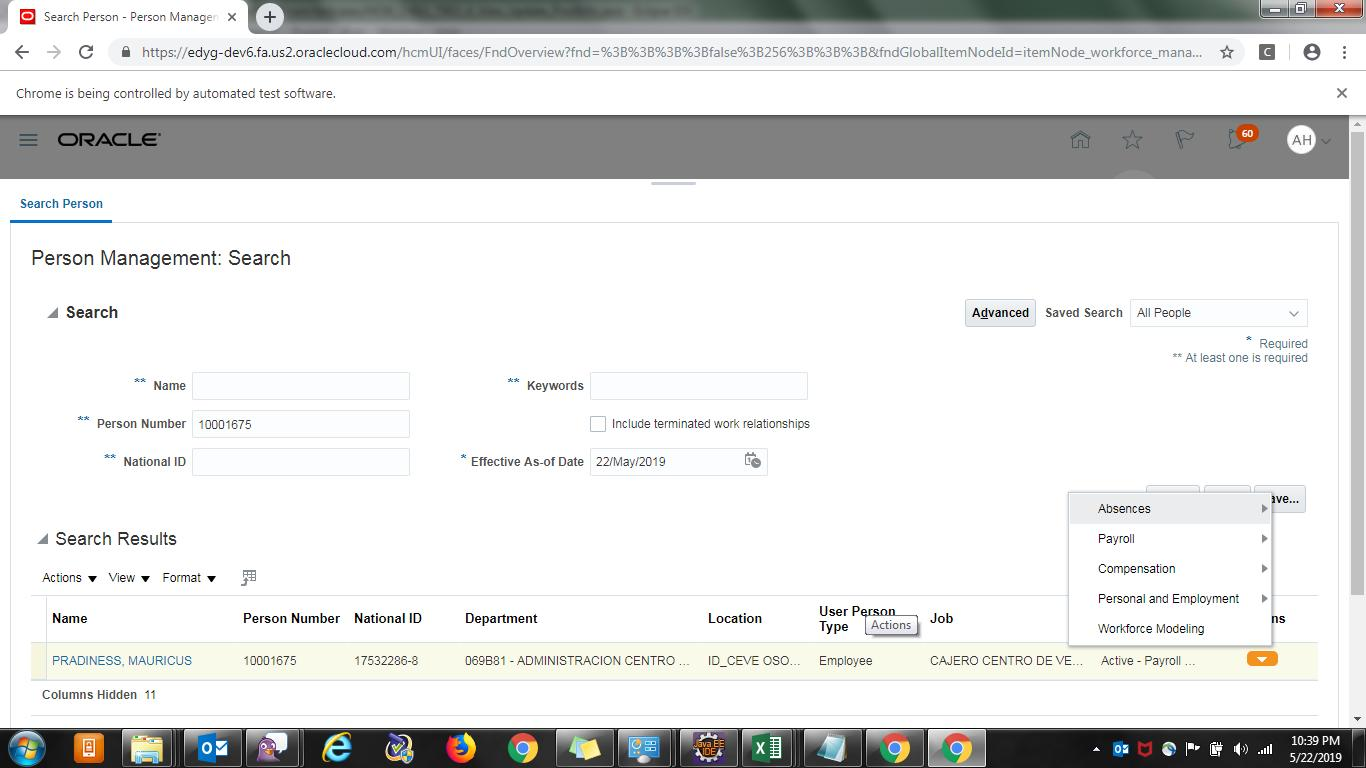 Search Person - Person Managen
https://edyg-dev6.fa.us2.oraclecloud.com/hcmUI/faces/FndOverview?fnd=%3B%3B%3B%3Bfalse%3B256%3B%3B%3B&fndGlobalItemNodeId=itemNode_workforce_mana...
C
Chrome is being controlled by automated test software.
ORACLE
60
AH
Search Person
Person Management: Search
Search
Advanced Saved Search All People
* Required
** At least one is required
** Name ** Keywords
** Person Number 10001675 Include terminated work relationships
** National ID * Effective As-of Date 22/May/2019
ave...
Absences
Payroll
Compensation
Personal and Employment
Workforce Modeling
Search Results
Actions View Format
Name Person Number National ID Department Location User Person Type Job ns
Actions
PRADINESS, MAURICUS 10001675 17532286-8 069B81 - ADMINISTRACION CENTRO ... ID_CEVE OSO... Employee CAJERO CENTRO DE VE... Active - Payroll ...
Columns Hidden 11
Java EE
IDE
10:39 PM
5/22/2019